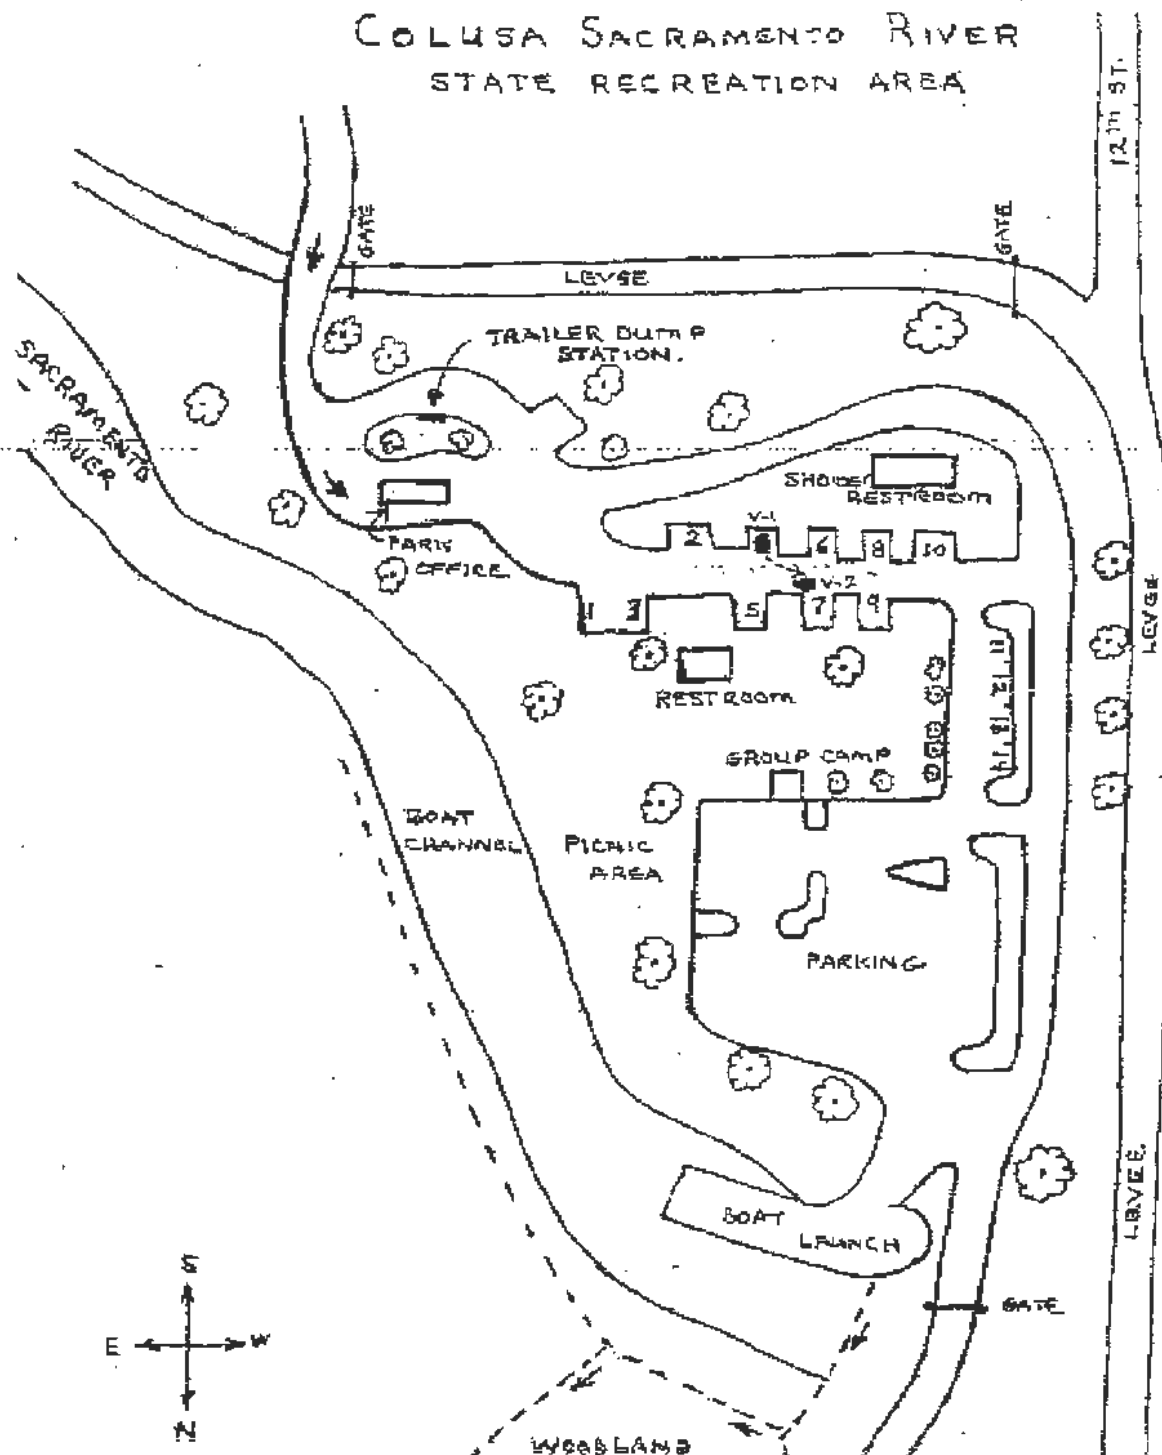 COLUSA SACRAMENTO RIVER
STATE RECREATION AREA
12TH ST.
GATE
GATE
LEVEE
TRAILER DUMP
STATION.
SACRAMENTO
RIVER
SHOWER
RESTROOM
PARK
OFFICE
V-1
2
6
8
10
V-2
1
3
5
7
9
LEVEE
11
12
13
14
RESTROOM
GROUP CAMP
BOAT
CHANNEL
PICNIC
AREA
PARKING
LEVEE
BOAT
LAUNCH
GATE
S
E
W
N
WOODLAND